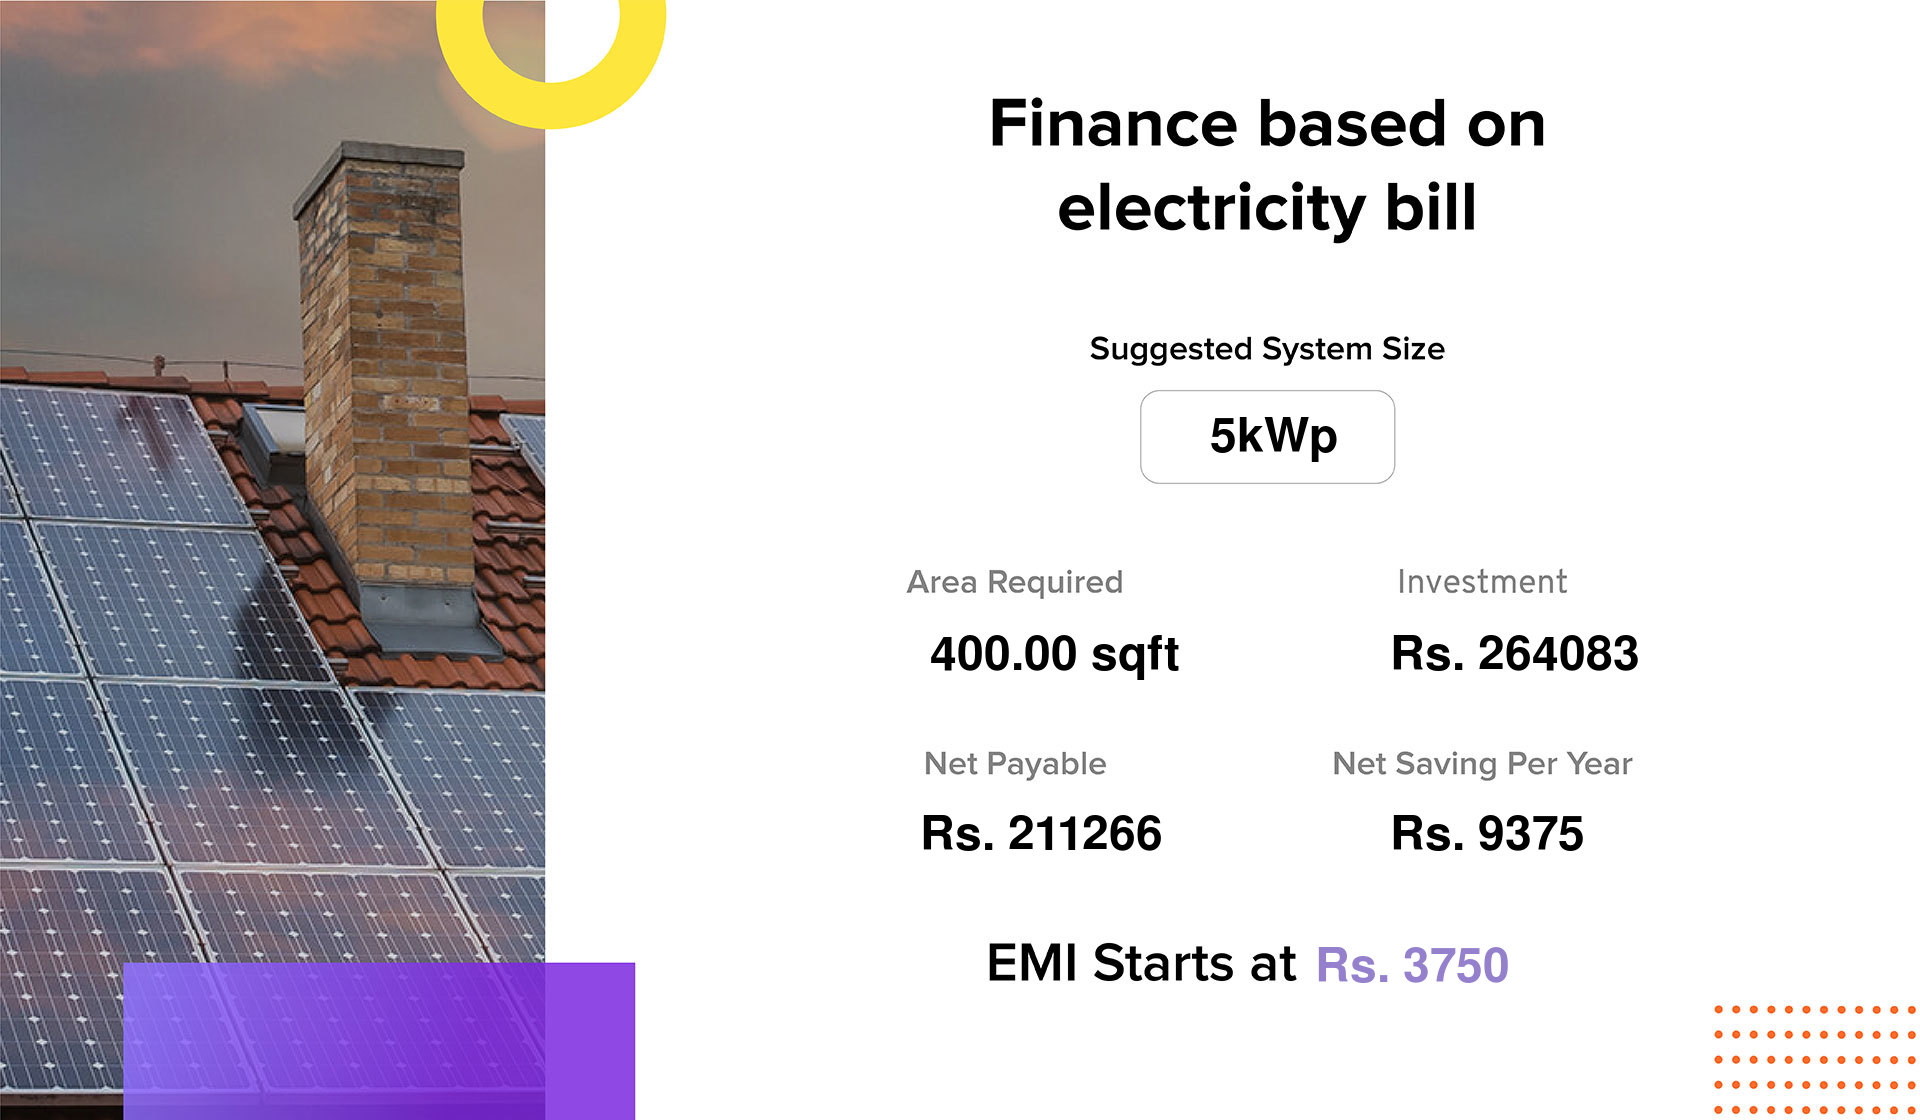 Finance based on
electricity bill
Suggested System Size
5kWp
Area Required
400.00 sqft
Investment
Rs. 264083
Net Payable
Rs. 211266
Net Saving Per Year
Rs. 9375
EMI Starts at Rs. 3750